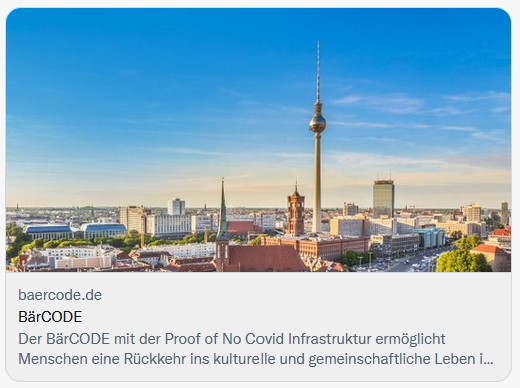 baercode.de
BärCODE
Der BärCODE mit der Proof of No Covid Infrastruktur ermöglicht
Menschen eine Rückkehr ins kulturelle und gemeinschaftliche Leben i...